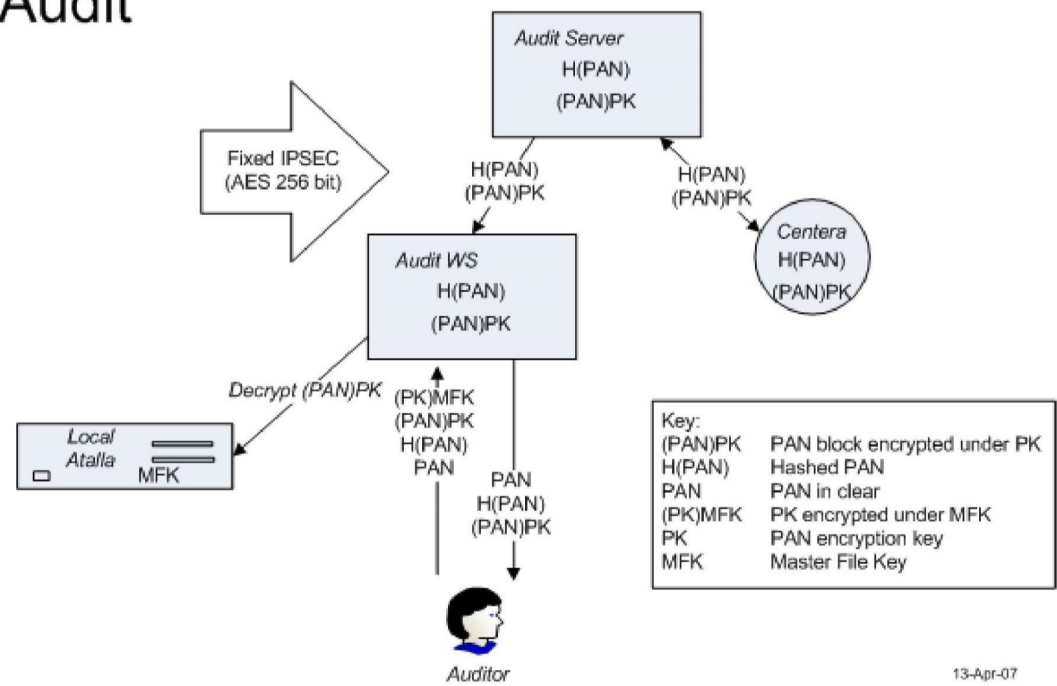 Audit
Audit Server
H(PAN)
(PAN)PK
Fixed IPSEC
(AES 256 bit)
H(PAN)
(PAN)PK
H(PAN)
(PAN)PK
Centera
H(PAN)
(PAN)PK
Audit WS
H(PAN)
(PAN)PK
Decrypt (PAN)PK
(PK)MFK
(PAN)PK
H(PAN)
PAN
Local
Atalla
MFK
PAN
H(PAN)
(PAN)PK
Key:
(PAN)PK PAN block encrypted under PK
H(PAN) Hashed PAN
PAN PAN in clear
(PK)MFK PK encrypted under MFK
PK PAN encryption key
MFK Master File Key
Auditor
13-Apr-07